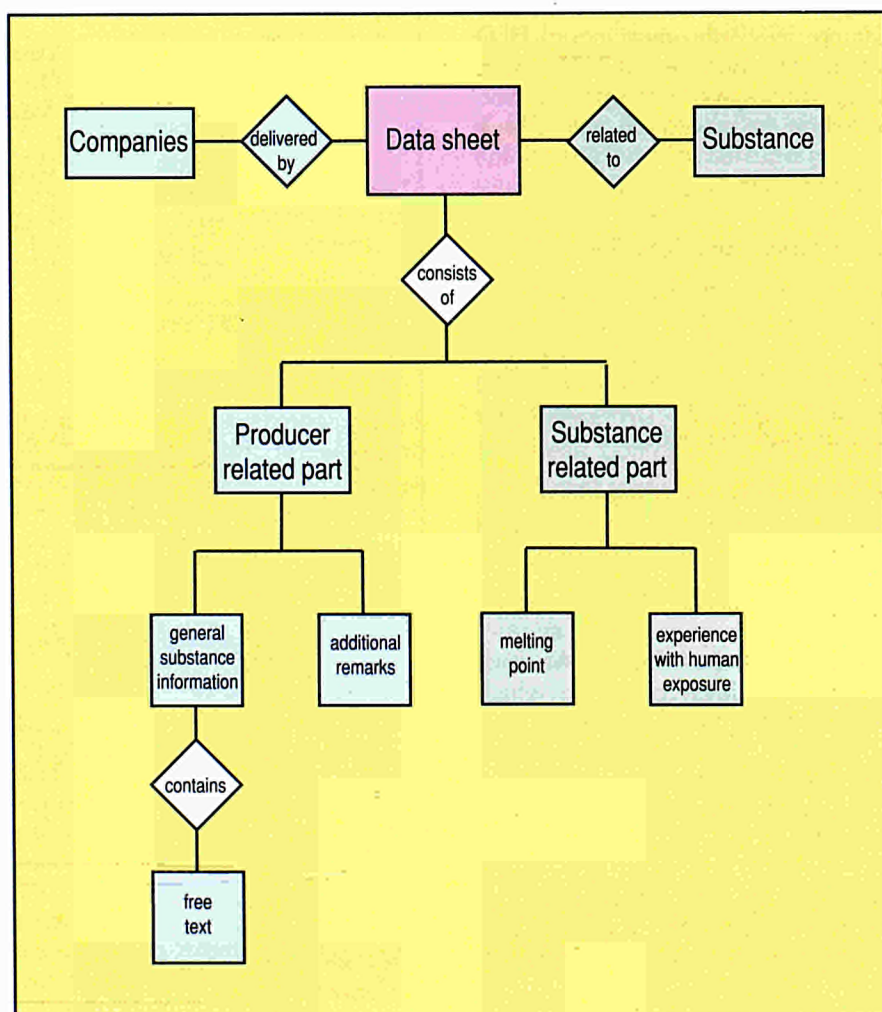 Companies
delivered
by
Data sheet
related
to
Substance
consists
of
Producer
related part
Substance
related part
general
substance
information
additional
remarks
melting
point
experience
with human
exposure
contains
free
text